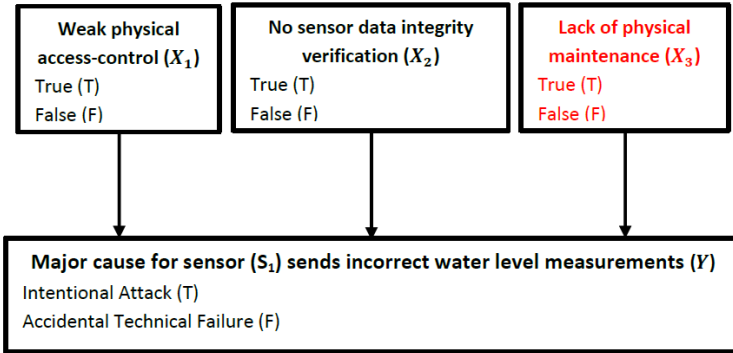 Weak physical
access-control (X₁)
True (T)
False (F)
No sensor data integrity
verification (X₂)
True (T)
False (F)
Lack of physical
maintenance (X₃)
True (T)
False (F)
Major cause for sensor (S₁) sends incorrect water level measurements (Y)
Intentional Attack (T)
Accidental Technical Failure (F)